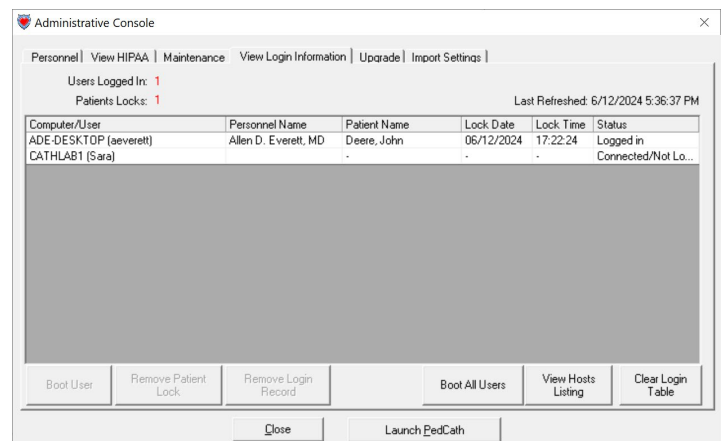 Administrative Console
Personnel View HIPAA Maintenance View Login Information Upgrade Import Settings
Users Logged In: 1
Patients Locks: 1 Last Refreshed: 6/12/2024 5:36:37 PM
Computer/User Personnel Name Patient Name Lock Date Lock Time Status
ADE-DESKTOP (aeverett) Allen D. Everett, MD Deere, John 06/12/2024 17:22:24 Logged in
CATHLAB1 (Sara) - - - Connected/Not Lo...
Boot User Remove Patient Lock Remove Login Record Boot All Users View Hosts Listing Clear Login Table
Close Launch PedCath